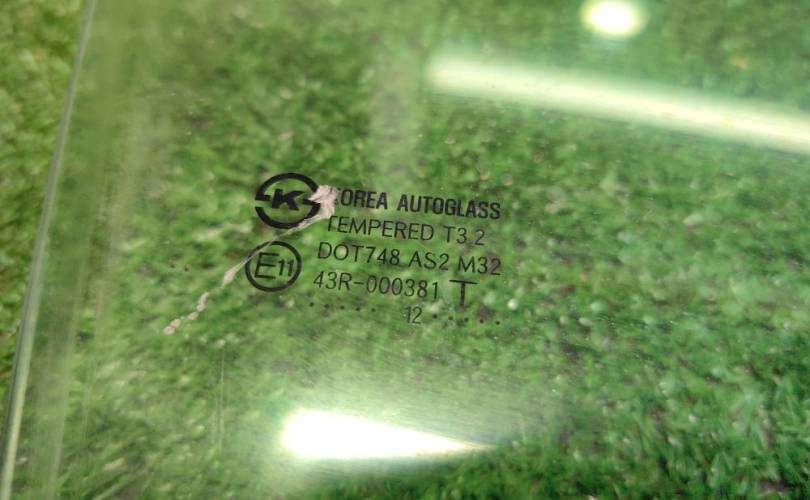 K KOREA AUTOGLASS
TEMPERED T3.2
E11 DOT748 AS2 M32
43R-000381 T
..... 12 .....